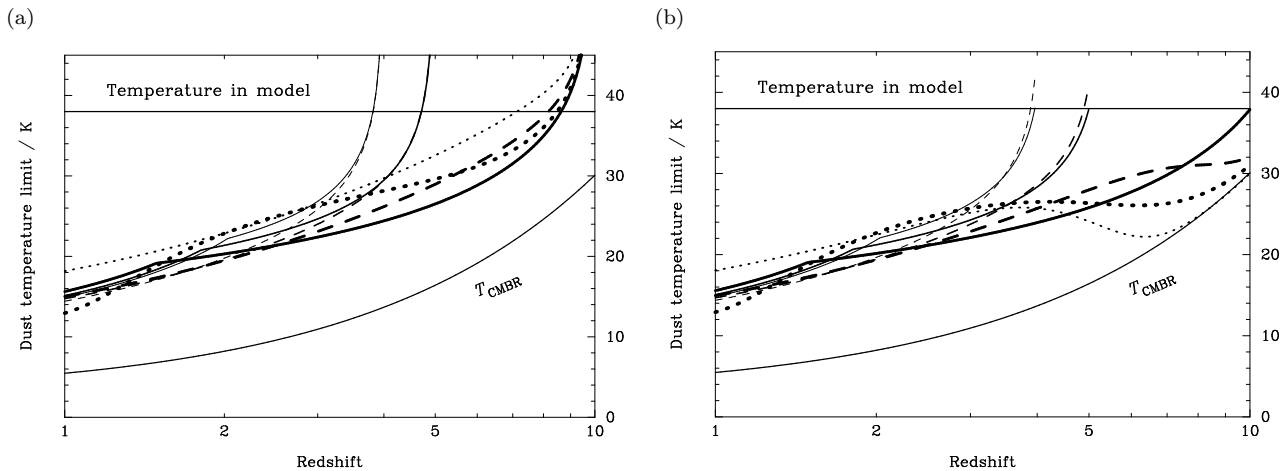 (a)
(b)
Temperature in model
Dust temperature limit / K
T_CMBR
40
30
20
10
0
1
2
5
10
Redshift
Temperature in model
Dust temperature limit / K
T_CMBR
40
30
20
10
0
1
2
5
10
Redshift